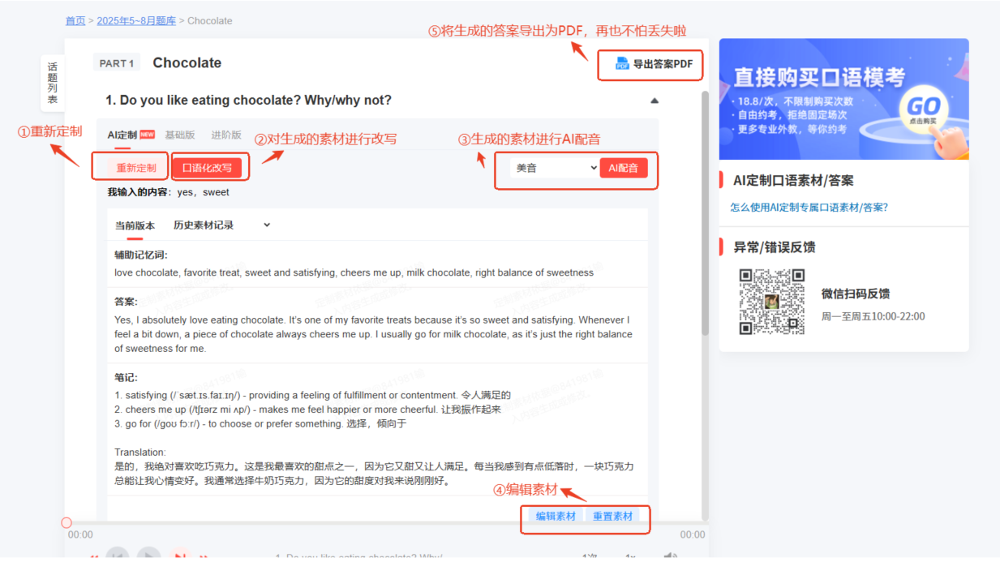 首页 > 2025年5~8月题库 > Chocolate
⑤将生成的答案导出为PDF，再也不怕丢失啦
话题列表
PART 1 Chocolate
PDF 导出答案PDF
1. Do you like eating chocolate? Why/why not?
①重新定制
AI定制 NEW 基础版 进阶版
②对生成的素材进行改写
③生成的素材进行AI配音
重新定制 口语化改写 美音 AI配音
我输入的内容：yes，sweet
当前版本 历史素材记录
辅助记忆词:
love chocolate, favorite treat, sweet and satisfying, cheers me up, milk chocolate, right balance of sweetness
答案:
Yes, I absolutely love eating chocolate. It's one of my favorite treats because it's so sweet and satisfying. Whenever I
feel a bit down, a piece of chocolate always cheers me up. I usually go for milk chocolate, as it's just the right balance
of sweetness for me.
笔记:
1. satisfying (/ˈsæt.ɪs.faɪ.ɪŋ/) - providing a feeling of fulfillment or contentment. 令人满足的
2. cheers me up (/tʃɪərz mi ʌp/) - makes me feel happier or more cheerful. 让我振作起来
3. go for (/ɡoʊ fɔːr/) - to choose or prefer something. 选择，倾向于
Translation:
是的，我绝对喜欢吃巧克力。这是我最喜欢的甜点之一，因为它又甜又让人满足。每当我感到有点低落时，一块巧克力
总能让我心情变好。我通常选择牛奶巧克力，因为它的甜度对我来说刚刚好。
④编辑素材
编辑素材 重置素材
00:00 00:00
1. Do you like eating chocolate? Why/ 1次 1x
直接购买口语模考
· 18.8/次，不限制购买次数
· 自由约考，拒绝固定场次
· 更多专业外教，等你约考
GO
点击购买
AI定制口语素材/答案
怎么使用AI定制专属口语素材/答案?
异常/错误反馈
微信扫码反馈
周一至周五10:00-22:00